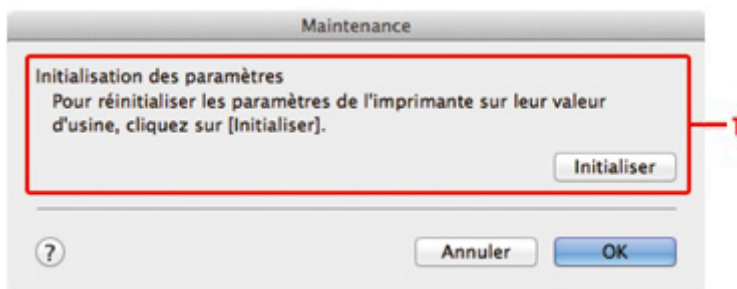 Maintenance
Initialisation des paramètres
Pour réinitialiser les paramètres de l'imprimante sur leur valeur
d'usine, cliquez sur [Initialiser].
1
Initialiser
?
Annuler
OK